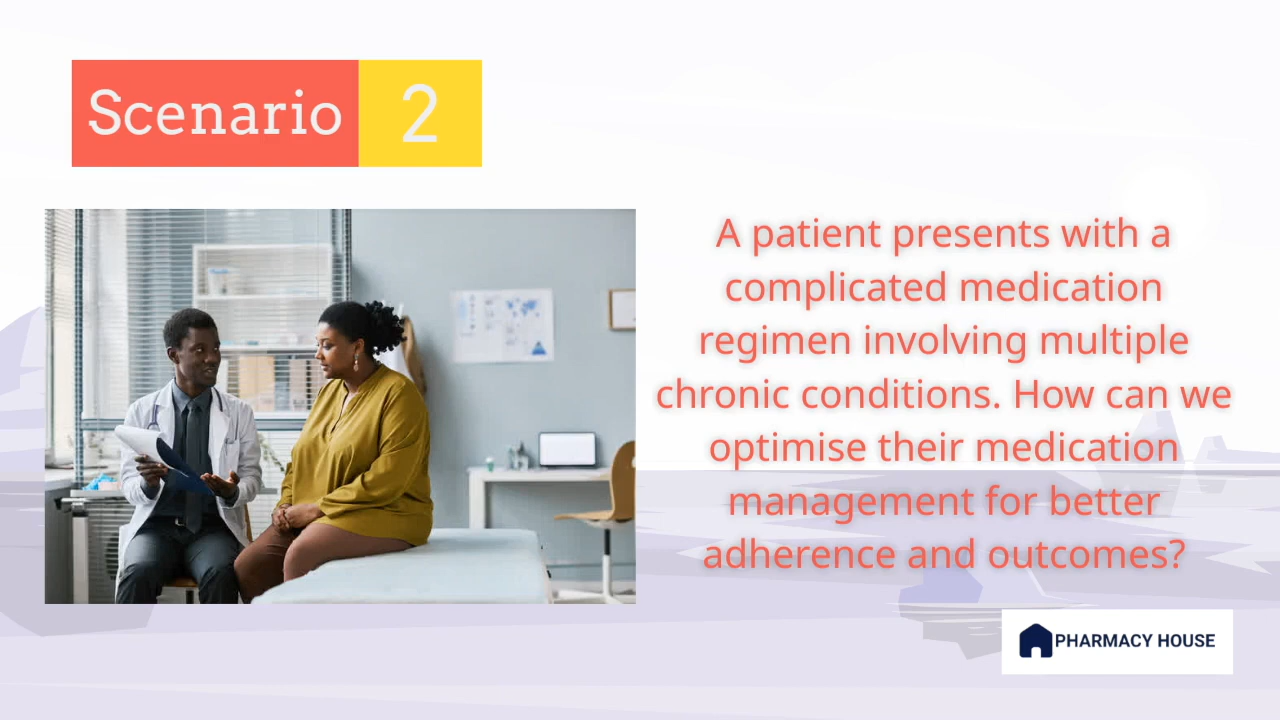 Scenario 2
A patient presents with a
complicated medication
regimen involving multiple
chronic conditions. How can we
optimise their medication
management for better
adherence and outcomes?
PHARMACY HOUSE